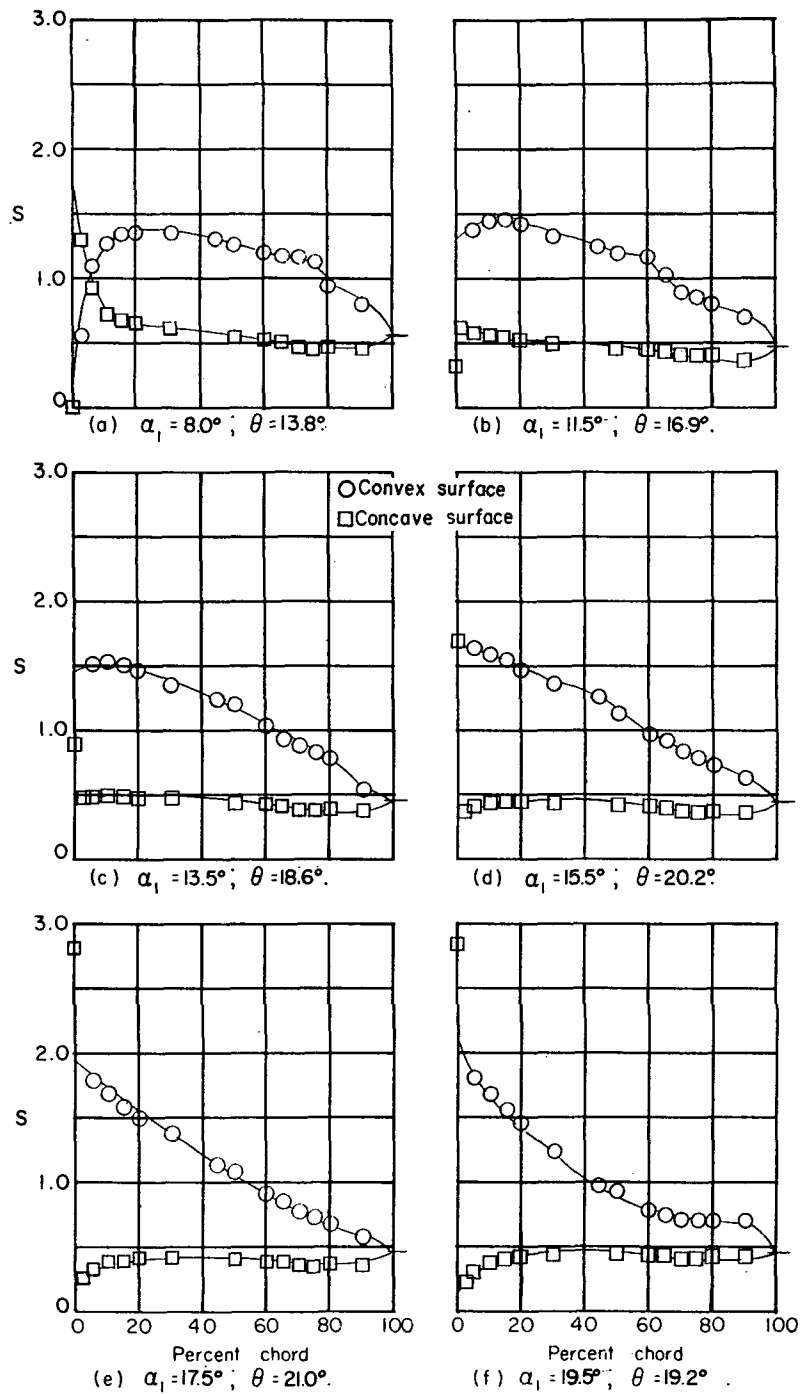 3.0
2.0
S
1.0
0
(a) α₁ = 8.0°; θ = 13.8°.
(b) α₁ = 11.5°; θ = 16.9°.
3.0
Convex surface
Concave surface
2.0
S
1.0
0
(c) α₁ = 13.5°; θ = 18.6°.
(d) α₁ = 15.5°; θ = 20.2°.
3.0
2.0
S
1.0
0
0 20 40 60 80 100
0 20 40 60 80 100
Percent chord
Percent chord
(e) α₁ = 17.5°; θ = 21.0°.
(f) α₁ = 19.5°; θ = 19.2°.